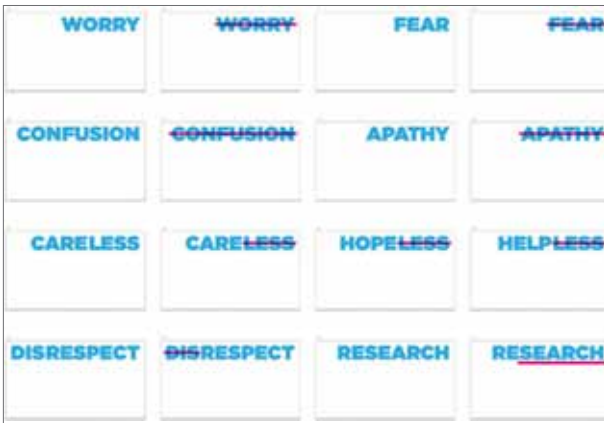 WORRY WORRY FEAR FEAR
CONFUSION CONFUSION APATHY APATHY
CARELESS CARELESS HOPELESS HELPLESS
DISRESPECT DISRESPECT RESEARCH RESEARCH